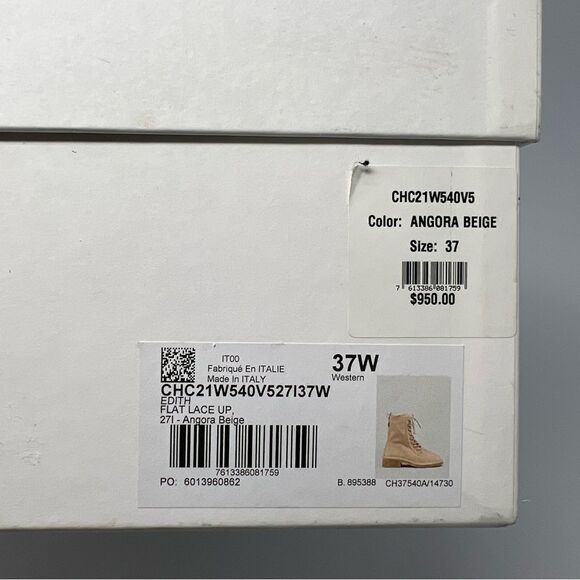 CHC21W540V5
Color: ANGORA BEIGE
Size: 37
7 613386 081759
$950.00
IT00
Fabriqué En ITALIE
Made In ITALY
37W
Western
CHC21W540V527I37W
EDITH
FLAT LACE UP,
27I - Angora Beige
7613386081759
PO: 6013960862
B. 895388
CH37540A/14730